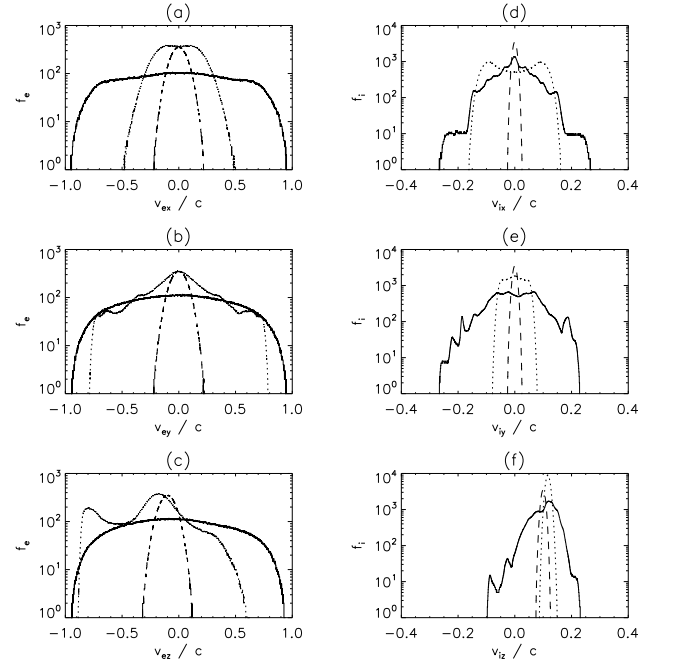 (a)
10³
10²
10¹
10⁰
f_e
−1.0 −0.5 0.0 0.5 1.0
v_ex / c
(d)
10⁴
10³
10²
10¹
10⁰
f_i
−0.4 −0.2 0.0 0.2 0.4
v_ix / c
(b)
10³
10²
10¹
10⁰
f_e
−1.0 −0.5 0.0 0.5 1.0
v_ey / c
(e)
10⁴
10³
10²
10¹
10⁰
f_i
−0.4 −0.2 0.0 0.2 0.4
v_iy / c
(c)
10³
10²
10¹
10⁰
f_e
−1.0 −0.5 0.0 0.5 1.0
v_ez / c
(f)
10⁴
10³
10²
10¹
10⁰
f_i
−0.4 −0.2 0.0 0.2 0.4
v_iz / c